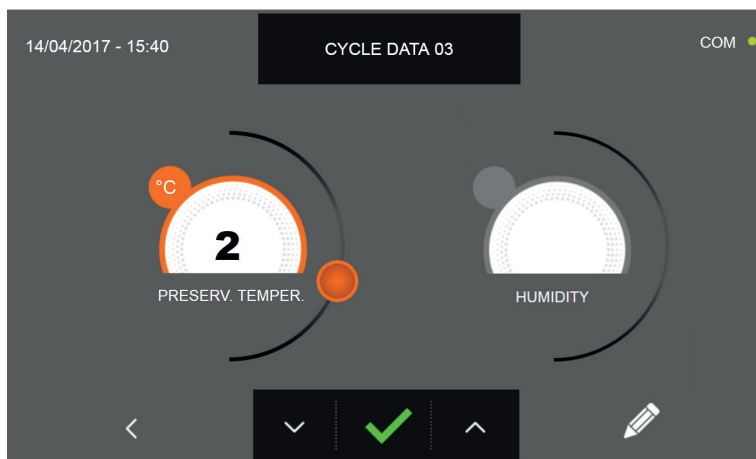 14/04/2017 - 15:40
CYCLE DATA 03
COM
°C
2
PRESERV. TEMPER.
HUMIDITY